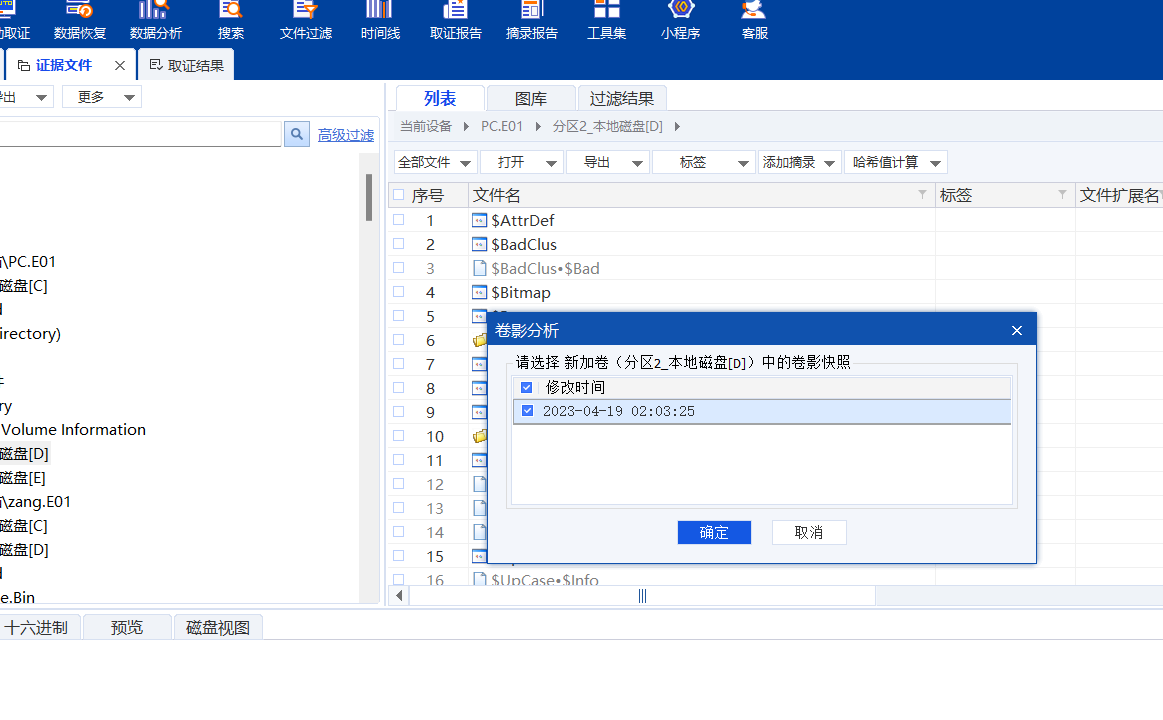 动取证 数据恢复 数据分析 搜索 文件过滤 时间线 取证报告 摘录报告 工具集 小程序 客服
证据文件 取证结果
导出 更多
列表 图库 过滤结果
当前设备 PC.E01 分区2_本地磁盘[D]
高级过滤
全部文件 打开 导出 标签 添加摘录 哈希值计算
序号 文件名 标签 文件扩展名
1 $AttrDef
2 $BadClus
3 $BadClus•$Bad
4 $Bitmap
5
6
7
8
9
10
11
12
13
14
15
16 $UpCase•$Info
\PC.E01
磁盘[C]
irectory)
ry
Volume Information
磁盘[D]
磁盘[E]
\zang.E01
磁盘[C]
磁盘[D]
e.Bin
卷影分析
请选择 新加卷（分区2_本地磁盘[D]）中的卷影快照
修改时间
2023-04-19 02:03:25
确定 取消
十六进制 预览 磁盘视图